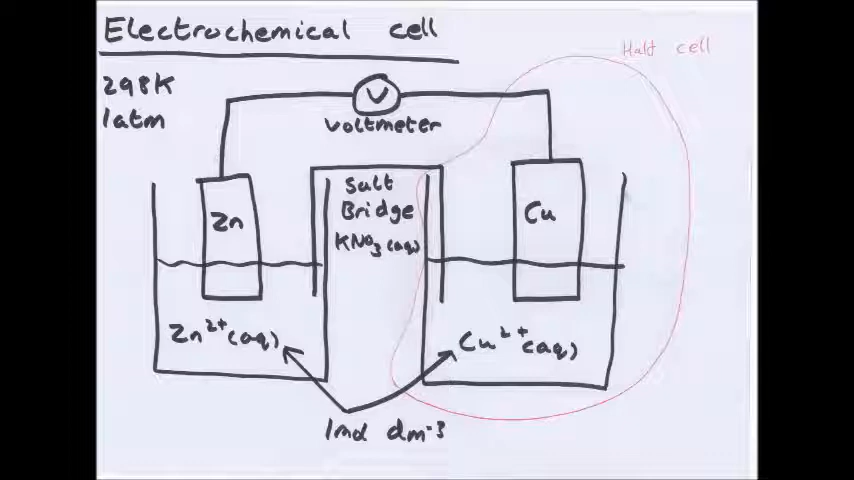 Electrochemical cell
Half cell
298K
1atm
V
voltmeter
Salt
Bridge
KNO₃(aq)
Zn
Cu
Zn²⁺(aq)
Cu²⁺(aq)
1mol dm⁻³